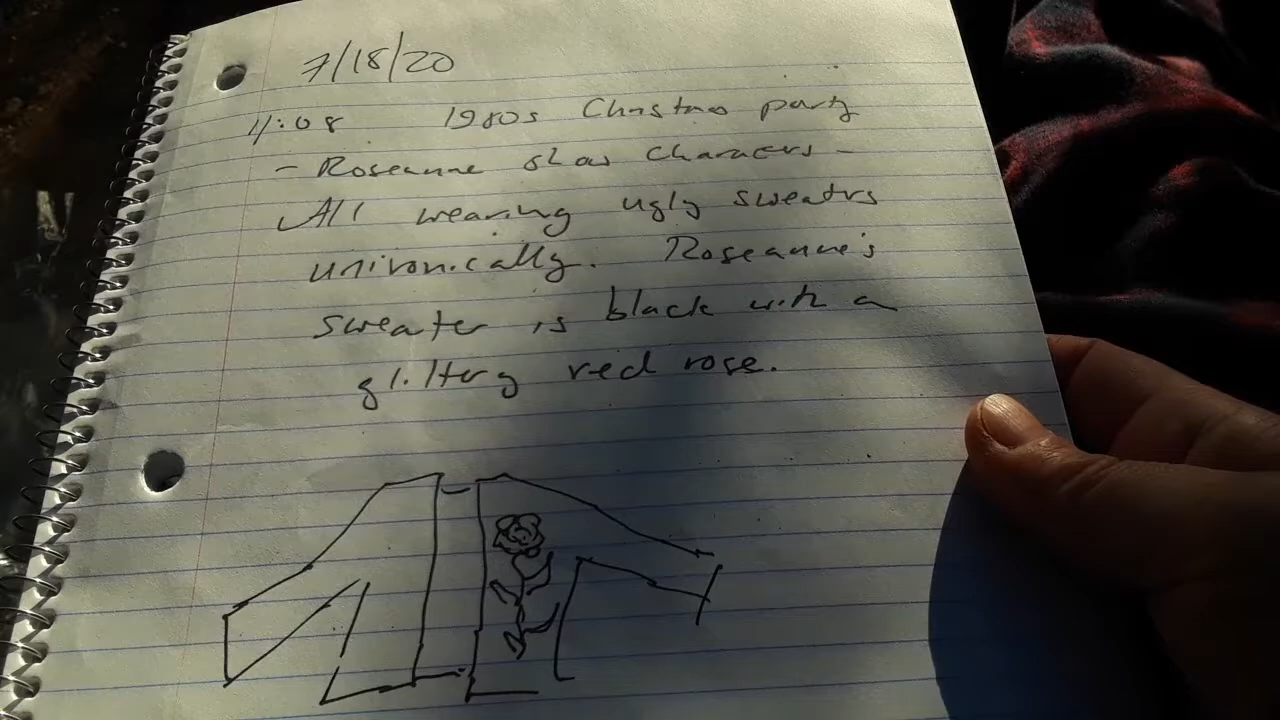 7/18/20
11:08 1980s Christmas party
- Roseanne show characters -
All wearing ugly sweaters
unironically. Roseanne's
sweater is black with a
glittery red rose.